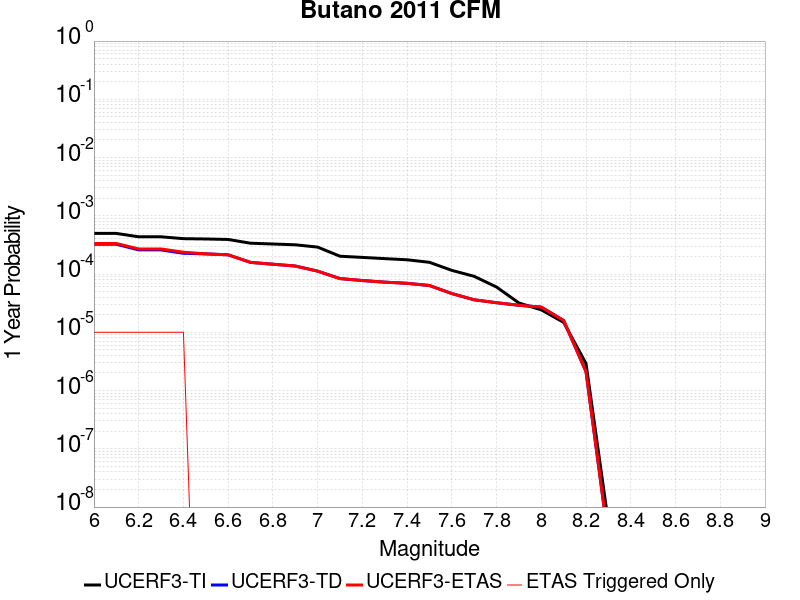 Butano 2011 CFM
1 Year Probability
10^0
10^-1
10^-2
10^-3
10^-4
10^-5
10^-6
10^-7
10^-8
6 6.2 6.4 6.6 6.8 7 7.2 7.4 7.6 7.8 8 8.2 8.4 8.6 8.8 9
Magnitude
UCERF3-TI UCERF3-TD UCERF3-ETAS ETAS Triggered Only